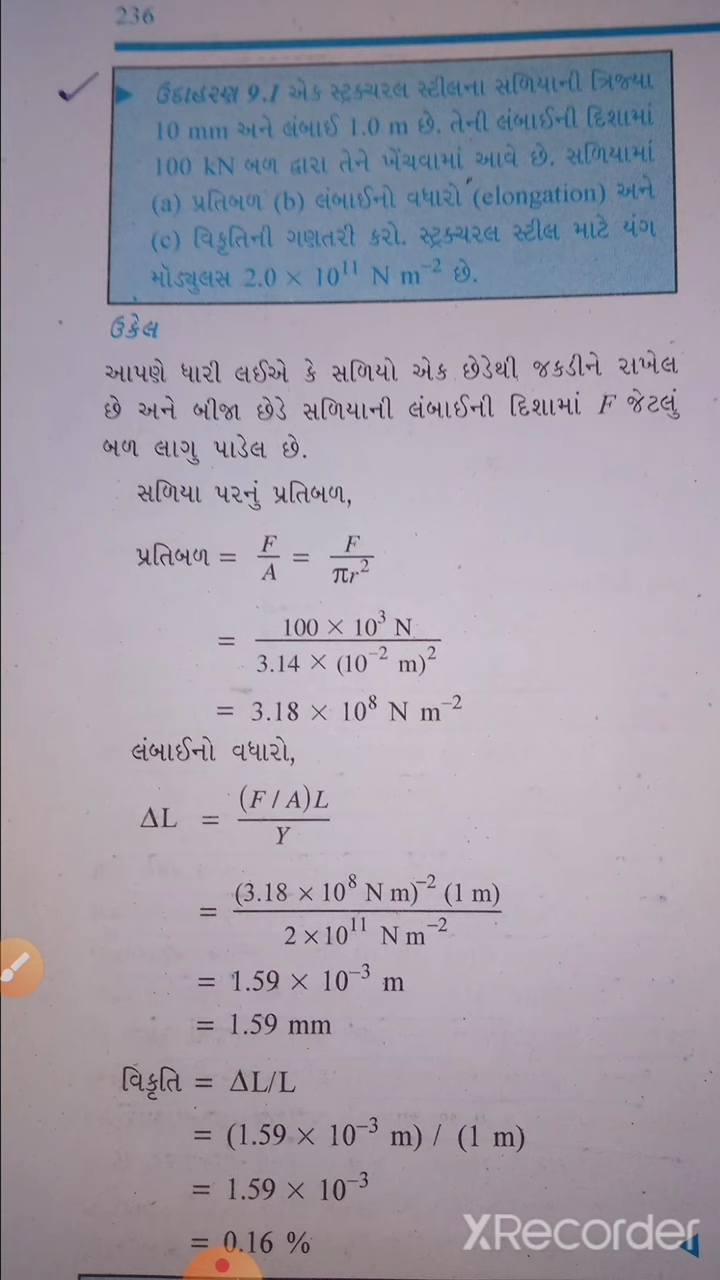 236
ઉદાહરણ 9.1 એક સ્ટ્રક્ચરલ સ્ટીલના સળિયાની ત્રિજ્યા
10 mm અને લંબાઈ 1.0 m છે. તેની લંબાઈની દિશામાં
100 kN બળ દ્વારા તેને ખેંચવામાં આવે છે. સળિયામાં
(a) પ્રતિબળ (b) લંબાઈનો વધારો (elongation) અને
(c) વિકૃતિની ગણતરી કરો. સ્ટ્રક્ચરલ સ્ટીલ માટે યંગ
મૉડ્યુલસ 2.0 × 10¹¹ N m⁻² છે.
ઉકેલ
આપણે ધારી લઈએ કે સળિયો એક છેડેથી જકડીને રાખેલ
છે અને બીજા છેડે સળિયાની લંબાઈની દિશામાં F જેટલું
બળ લાગુ પાડેલ છે.
સળિયા પરનું પ્રતિબળ,
પ્રતિબળ = F/A = F/πr²
= 100 × 10³ N / 3.14 × (10⁻² m)²
= 3.18 × 10⁸ N m⁻²
લંબાઈનો વધારો,
ΔL = (F / A)L / Y
= (3.18 × 10⁸ N m)⁻² (1 m) / 2 × 10¹¹ N m⁻²
= 1.59 × 10⁻³ m
= 1.59 mm
વિકૃતિ = ΔL/L
= (1.59 × 10⁻³ m) / (1 m)
= 1.59 × 10⁻³
= 0.16 %
XRecorder